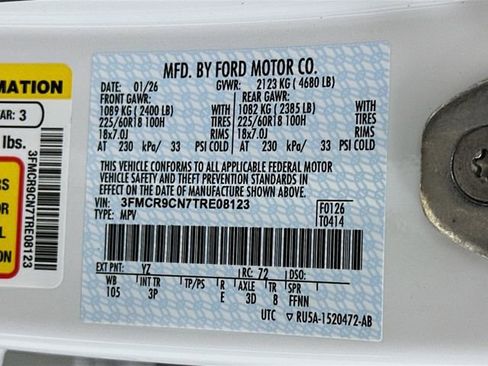 MATION
AR: 3
lbs.
RS
OR
L
ON
3FMCR9CN7TRE08123
MFD. BY FORD MOTOR CO.
DATE: 01/26 GVWR: 2123 KG ( 4680 LB)
FRONT GAWR: REAR GAWR:
1089 KG ( 2400 LB) WITH 1082 KG ( 2385 LB) WITH
225/60R18 100H TIRES 225/60R18 100H TIRES
18x7.0J RIMS 18x7.0J RIMS
AT 230 kPa/ 33 PSI COLD AT 230 kPa/ 33 PSI COLD
THIS VEHICLE CONFORMS TO ALL APPLICABLE FEDERAL MOTOR
VEHICLE SAFETY AND THEFT PREVENTION STANDARDS IN
EFFECT ON THE DATE OF MANUFACTURE SHOWN ABOVE.
VIN: 3FMCR9CN7TRE08123 F0126
TYPE: MPV T0414
EXT PNT: YZ RC: 72 DSO:
WB INT TR TP/PS R AX TR SPR
105 3P E 3D 8 FFNN
UTC RU5A-1520472-AB